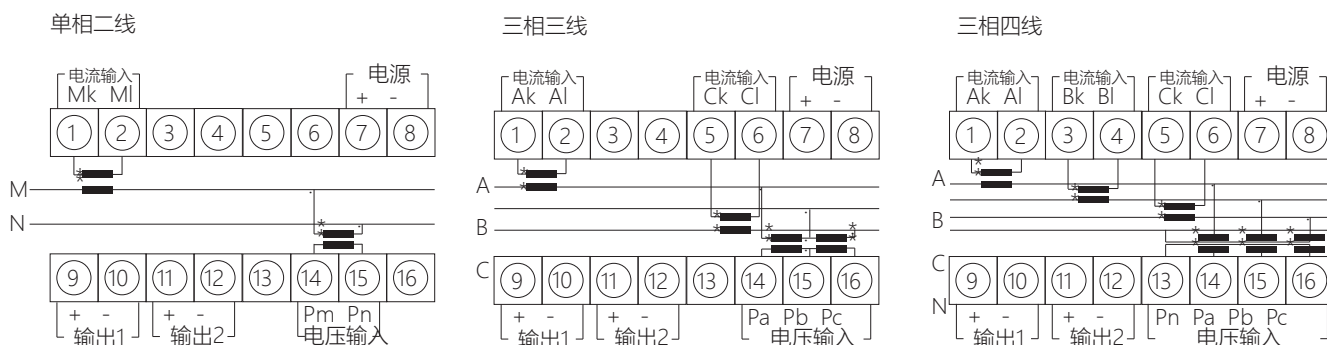 单相二线
电流输入
Mk Ml
电源
+ -
1 2 3 4 5 6 7 8
*
*
M
N
*
*
9 10 11 12 13 14 15 16
+ - + - Pm Pn
输出1 输出2 电压输入
三相三线
电流输入
Ak Al
电流输入
Ck Cl
电源
+ -
1 2 3 4 5 6 7 8
*
*
A
*
*
B
*
*
*
*
C
9 10 11 12 13 14 15 16
+ - + - Pa Pb Pc
输出1 输出2 电压输入
三相四线
电流输入
Ak Al
电流输入
Bk Bl
电流输入
Ck Cl
电源
+ -
1 2 3 4 5 6 7 8
*
*
A
*
*
*
*
B
* * *
* * *
C
N
9 10 11 12 13 14 15 16
+ - + - Pn Pa Pb Pc
输出1 输出2 电压输入